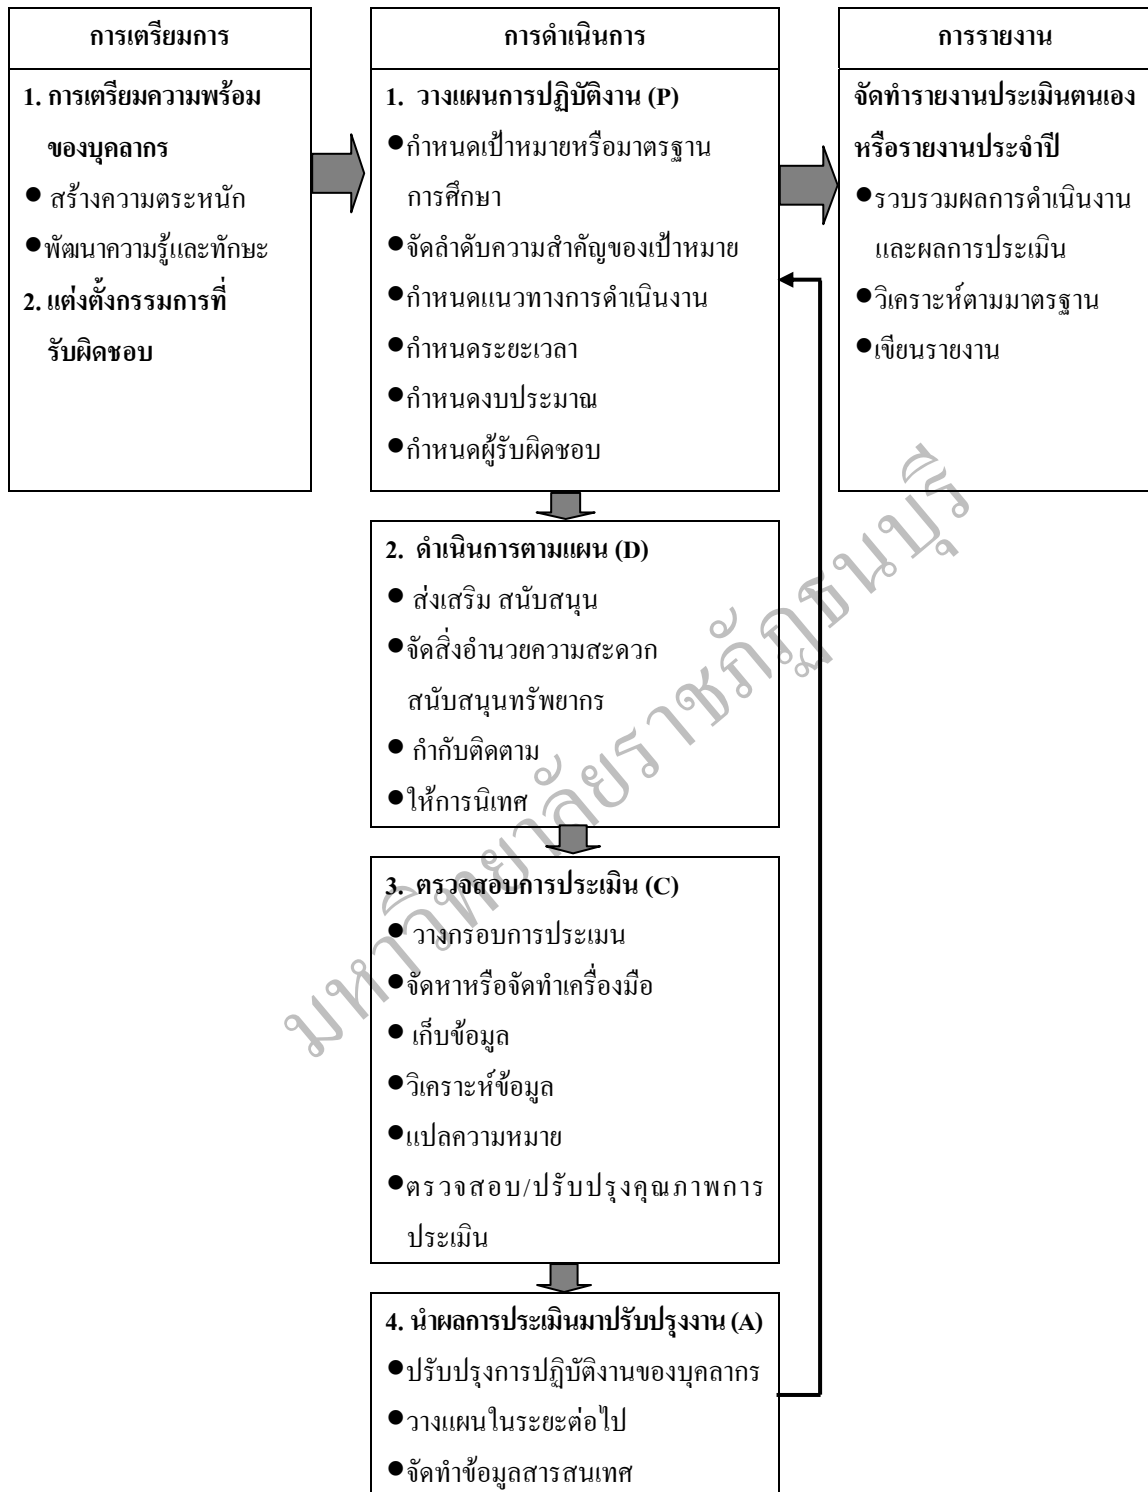 การเตรียมการ
1. การเตรียมความพร้อม
ของบุคลากร
● สร้างความตระหนัก
●พัฒนาความรู้และทักษะ
2. แต่งตั้งกรรมการที่
รับผิดชอบ
การดำเนินการ
1. วางแผนการปฏิบัติงาน (P)
●กำหนดเป้าหมายหรือมาตรฐาน
การศึกษา
●จัดลำดับความสำคัญของเป้าหมาย
●กำหนดแนวทางการดำเนินงาน
●กำหนดระยะเวลา
●กำหนดงบประมาณ
●กำหนดผู้รับผิดชอบ
2. ดำเนินการตามแผน (D)
● ส่งเสริม สนับสนุน
●จัดสิ่งอำนวยความสะดวก
สนับสนุนทรัพยากร
● กำกับติดตาม
●ให้การนิเทศ
3. ตรวจสอบการประเมิน (C)
● วางกรอบการประเมน
●จัดหาหรือจัดทำเครื่องมือ
● เก็บข้อมูล
●วิเคราะห์ข้อมูล
●แปลความหมาย
●ตรวจสอบ/ปรับปรุงคุณภาพการ
ประเมิน
4. นำผลการประเมินมาปรับปรุงงาน (A)
●ปรับปรุงการปฏิบัติงานของบุคลากร
●วางแผนในระยะต่อไป
●จัดทำข้อมูลสารสนเทศ
การรายงาน
จัดทำรายงานประเมินตนเอง
หรือรายงานประจำปี
●รวบรวมผลการดำเนินงาน
และผลการประเมิน
●วิเคราะห์ตามมาตรฐาน
●เขียนรายงาน
มหาวิทยาลัยราชภัฏธนบุรี